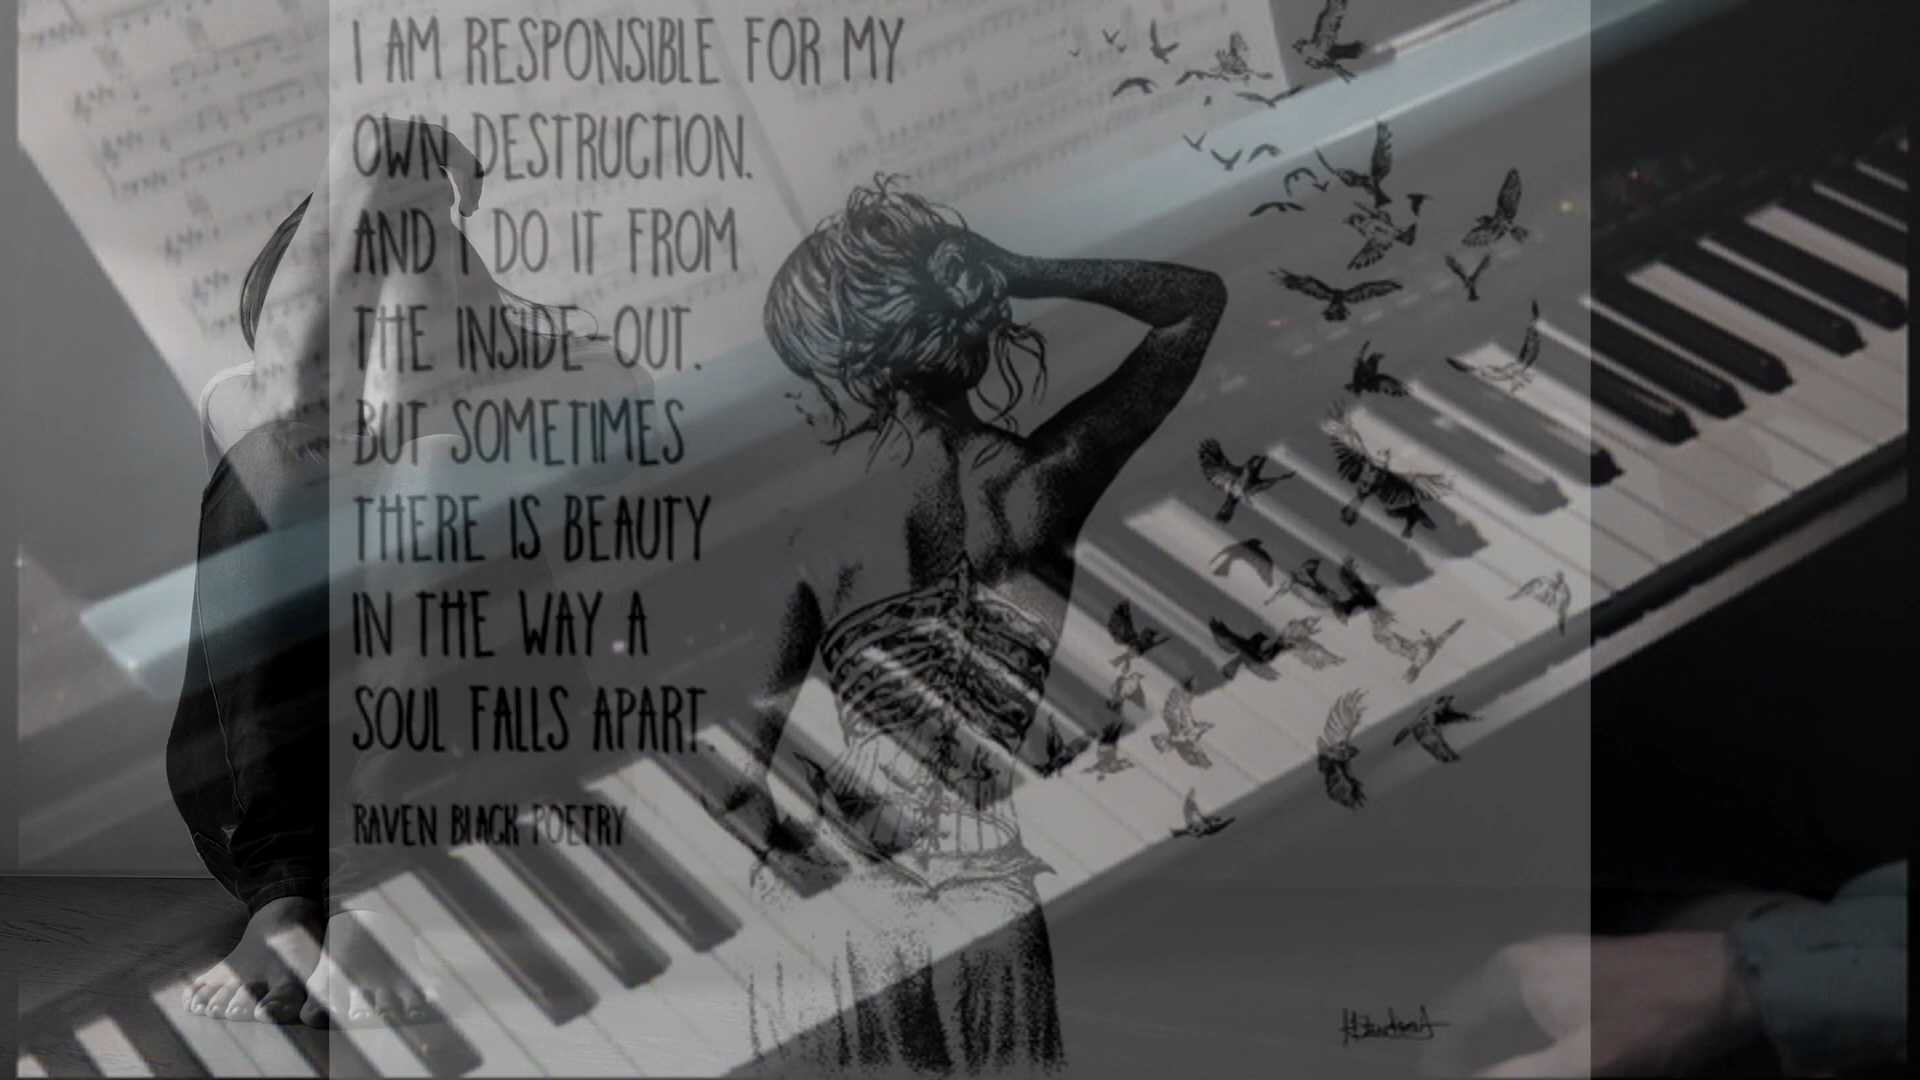 I AM RESPONSIBLE FOR MY
OWN DESTRUCTION.
AND I DO IT FROM
THE INSIDE-OUT.
BUT SOMETIMES
THERE IS BEAUTY
IN THE WAY A
SOUL FALLS APART.
RAVEN BLACK POETRY